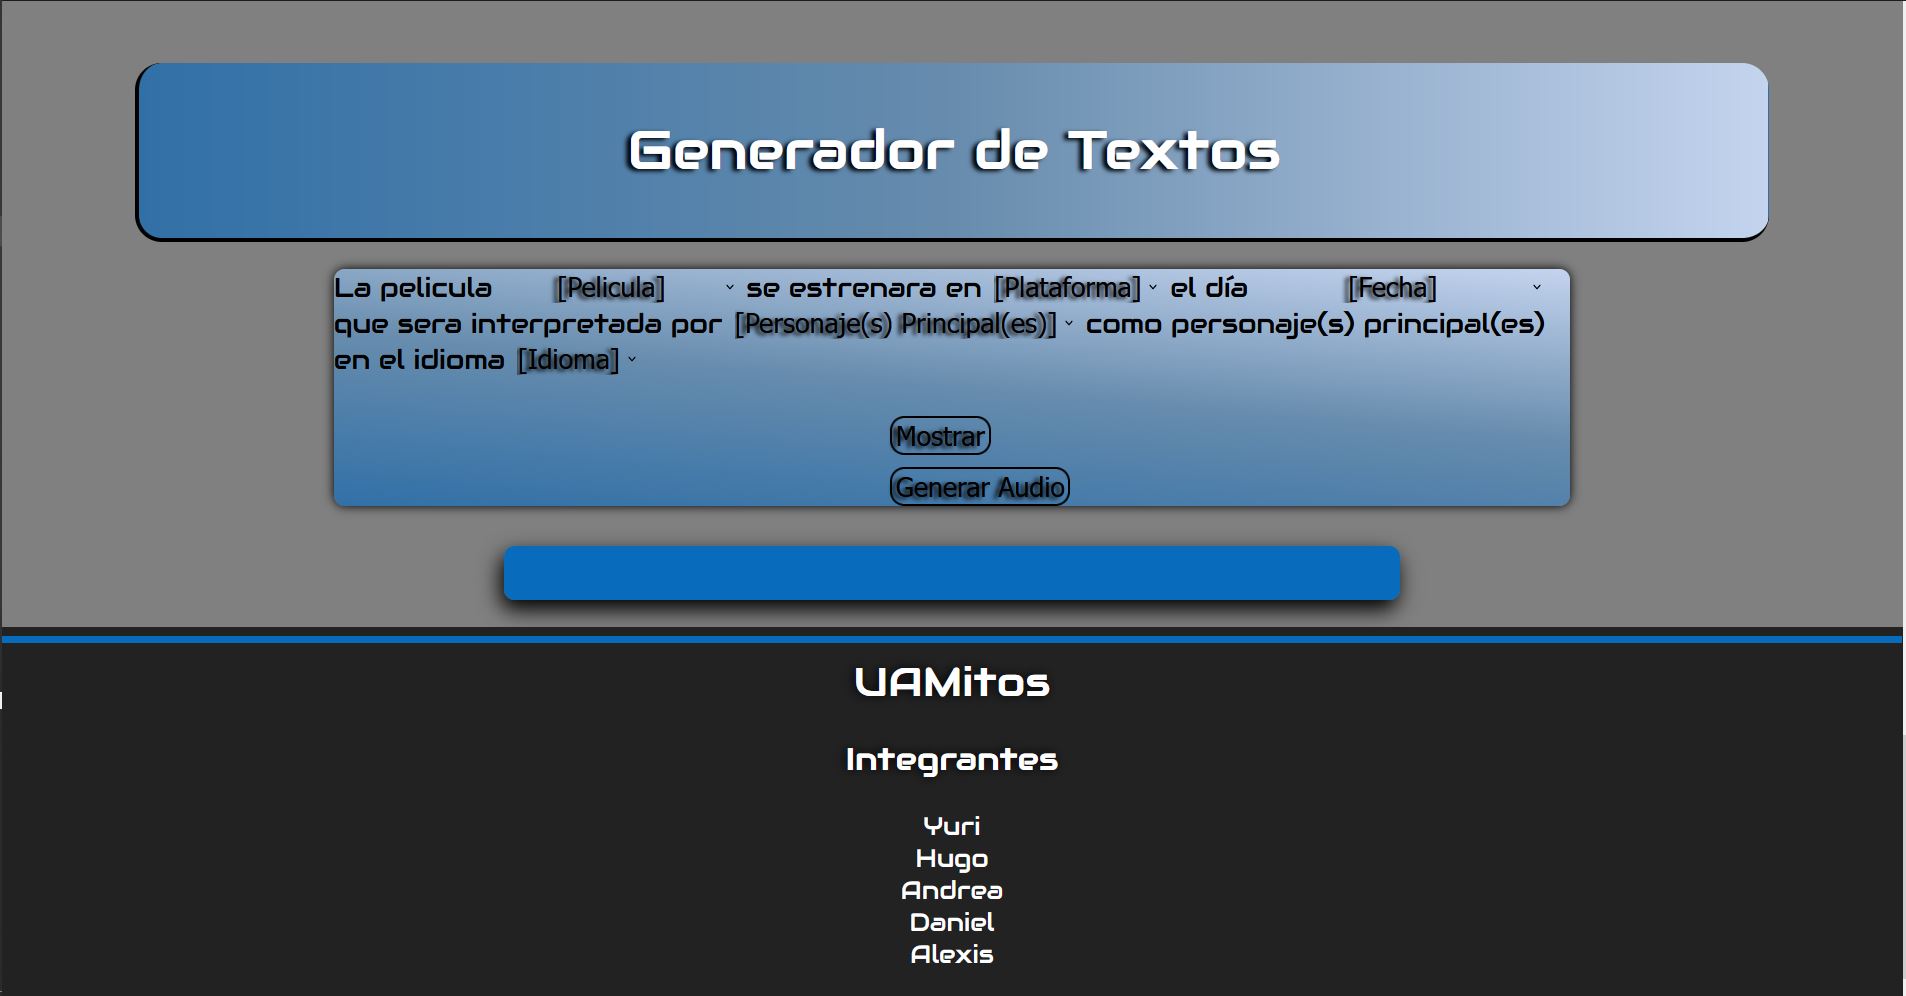 Generador de Textos
La pelicula [Pelicula] se estrenara en [Plataforma] el día [Fecha]
que sera interpretada por [Personaje(s) Principal(es)] como personaje(s) principal(es)
en el idioma [Idioma]
Mostrar
Generar Audio
UAMitos
Integrantes
Yuri
Hugo
Andrea
Daniel
Alexis